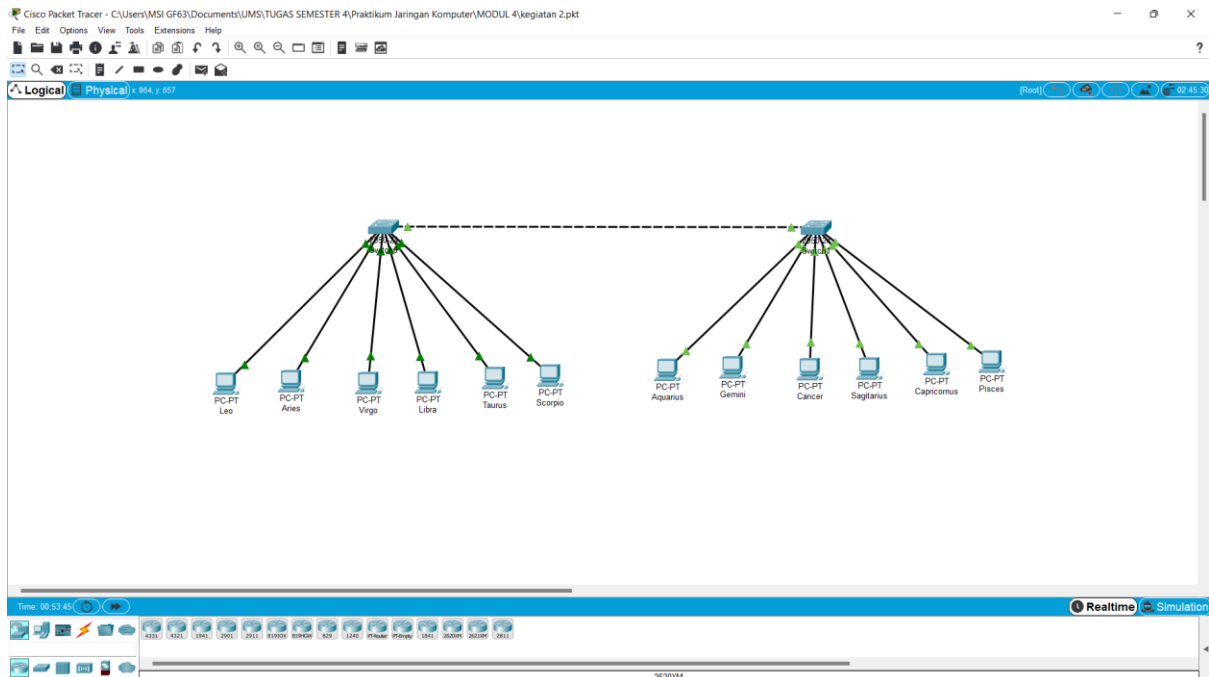 Cisco Packet Tracer - C:\Users\MSI GF63\Documents\UMS\TUGAS SEMESTER 4\Praktikum Jaringan Komputer\MODUL 4\kegiatan 2.pkt
File Edit Options View Tools Extensions Help
?
Logical Physical x: 964, y: 657 [Root] 02:45:30
PC-PT
Leo
PC-PT
Aries
PC-PT
Virgo
PC-PT
Libra
PC-PT
Taurus
PC-PT
Scorpio
PC-PT
Aquarius
PC-PT
Gemini
PC-PT
Cancer
PC-PT
Sagitarius
PC-PT
Capricornus
PC-PT
Pisces
Time: 00:53:45 Realtime Simulation
4331 4321 1941 2901 2911 819IOX 819HGW 829 1240 PT-Router PT-Empty 1841 2620XM 2621XM 2811
2620XM